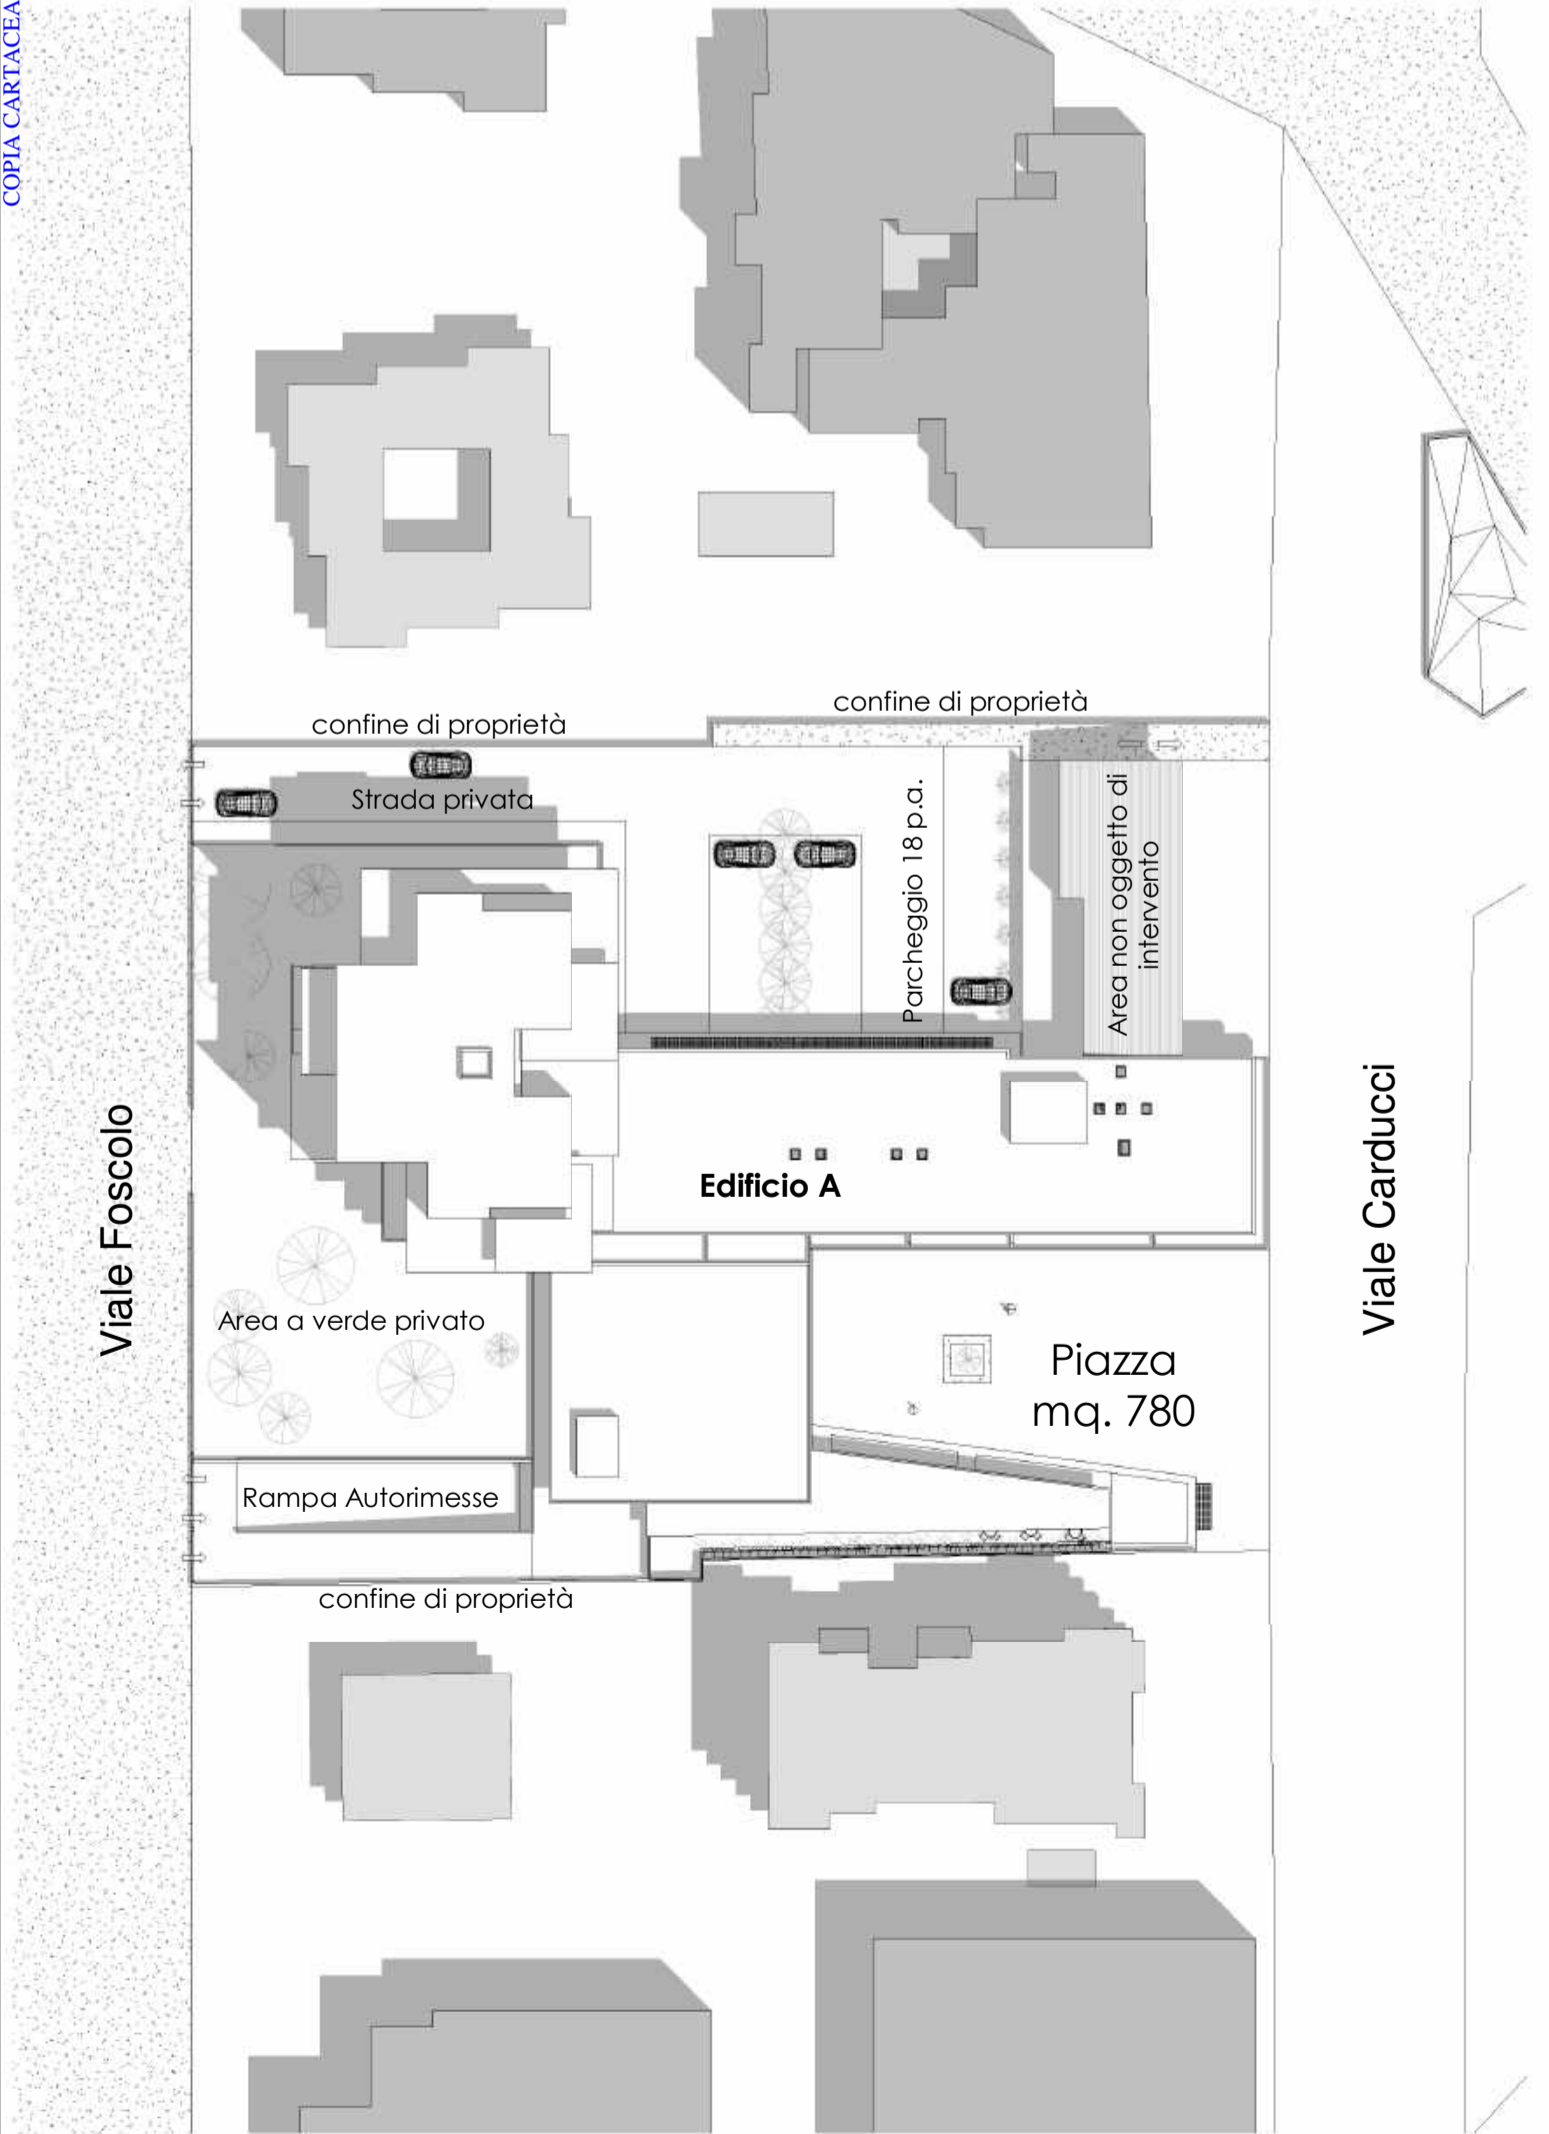 COPIA CARTACEA
confine di proprietà
confine di proprietà
Strada privata
Parcheggio 18 p.a.
Area non oggetto di
intervento
Viale Foscolo
Viale Carducci
Edificio A
Area a verde privato
Piazza
mq. 780
Rampa Autorimesse
confine di proprietà